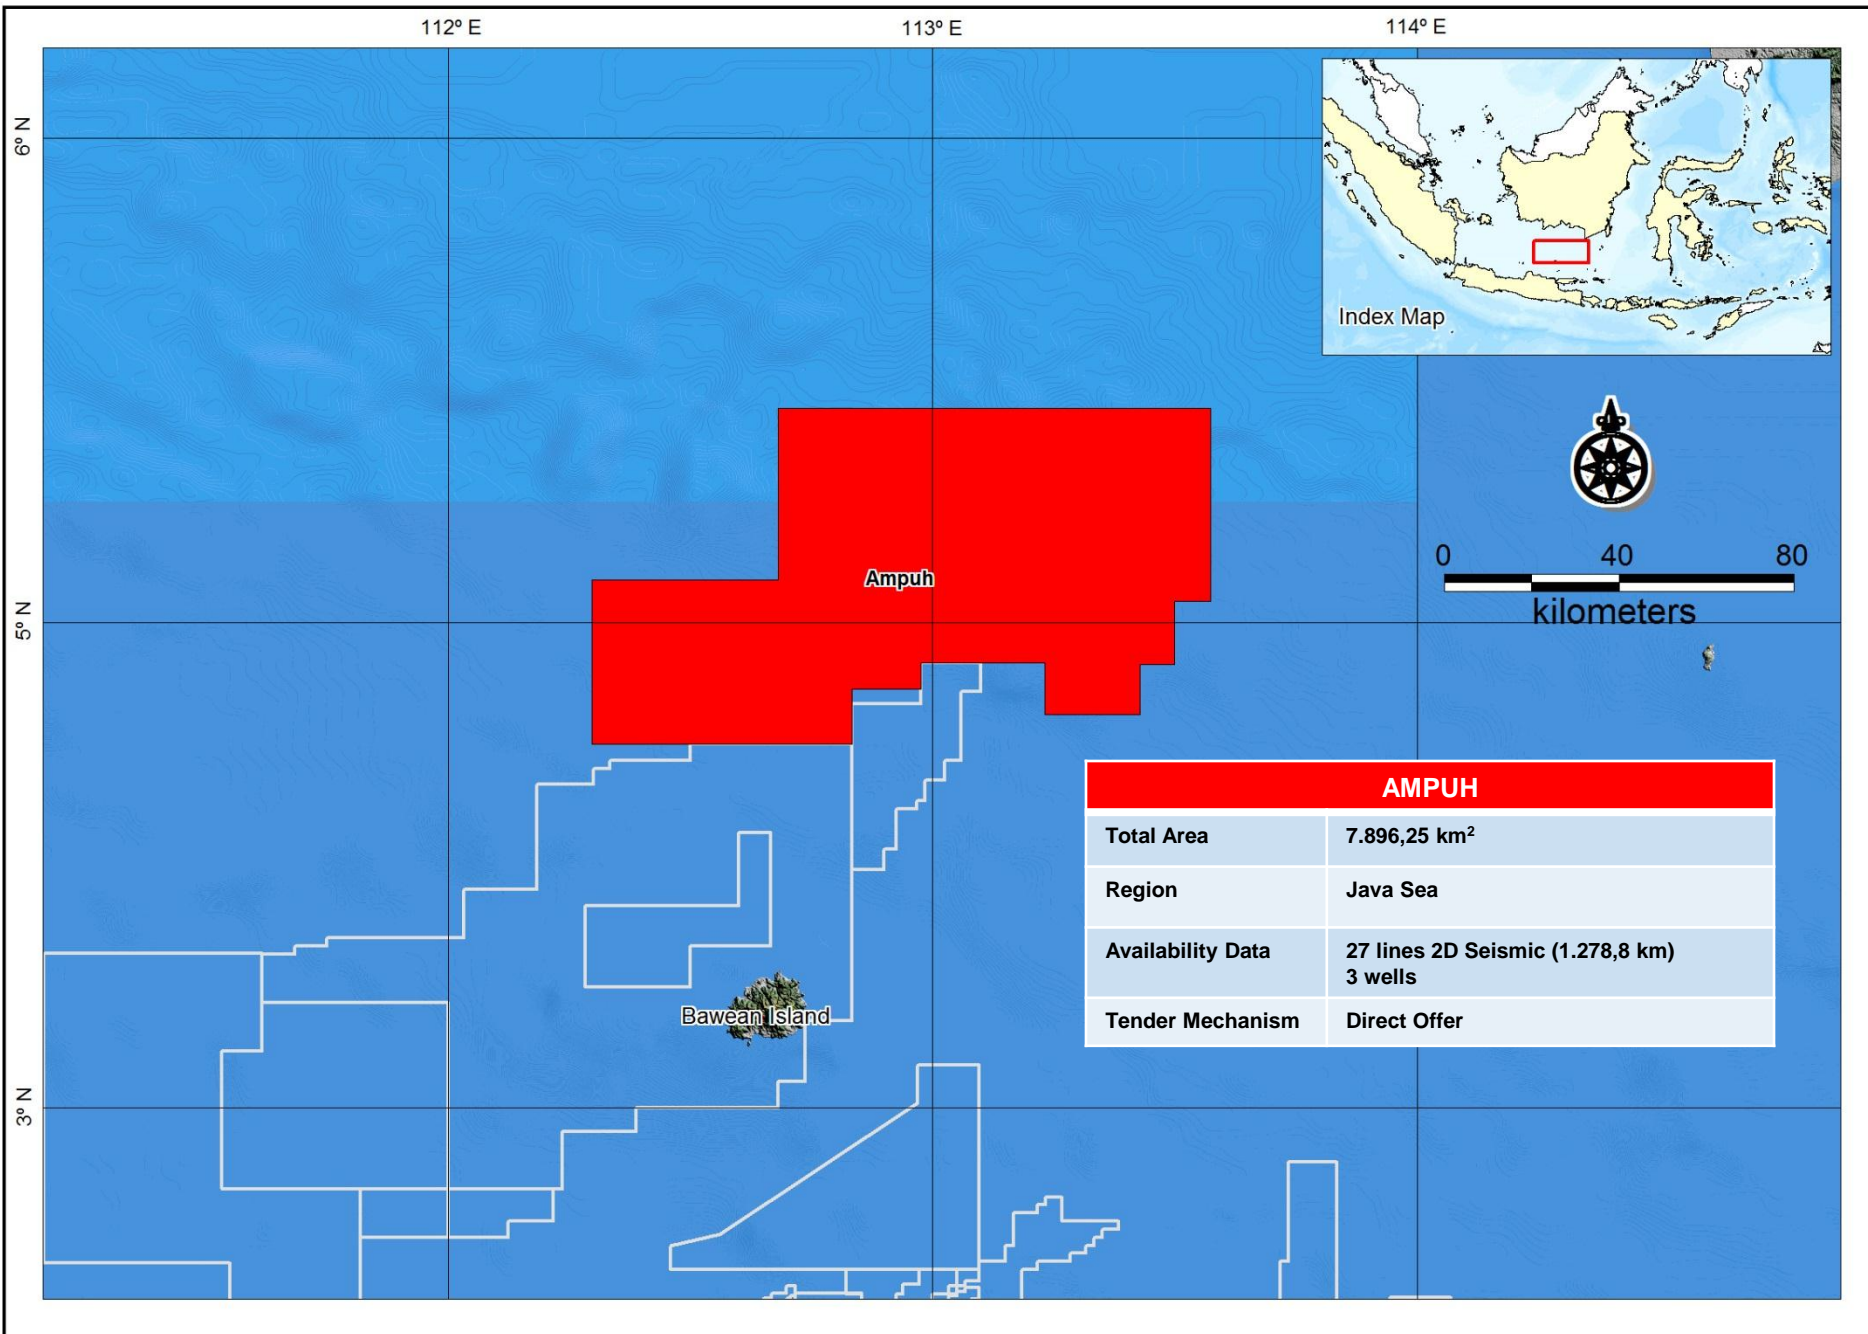 112º E
113º E
114º E
6º N
5º N
3º N
Index Map
0 40 80
kilometers
Ampuh
Bawean Island
AMPUH
Total Area 7.896,25 km²
Region Java Sea
Availability Data 27 lines 2D Seismic (1.278,8 km)
3 wells
Tender Mechanism Direct Offer